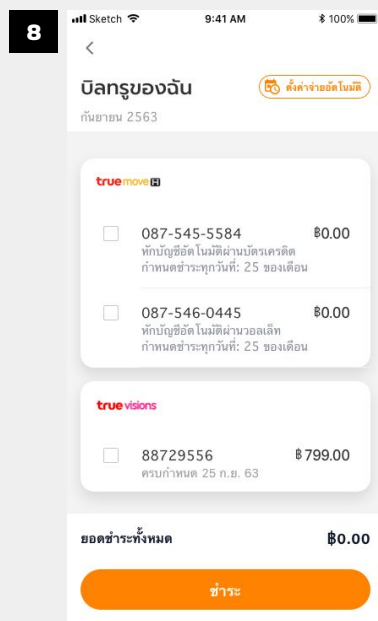 8
Sketch 9:41 AM 100%
บิลทรูของฉัน
ตั้งค่าจ่ายอัตโนมัติ
กันยายน 2563
truemove H
087-545-5584 ฿0.00
หักบัญชีอัตโนมัติผ่านบัตรเครดิต
กำหนดชำระทุกวันที่: 25 ของเดือน
087-546-0445 ฿0.00
หักบัญชีอัตโนมัติผ่านวอลเล็ท
กำหนดชำระทุกวันที่: 25 ของเดือน
truevisions
88729556 ฿799.00
ครบกำหนด 25 ก.ย. 63
ยอดชำระทั้งหมด ฿0.00
ชำระ